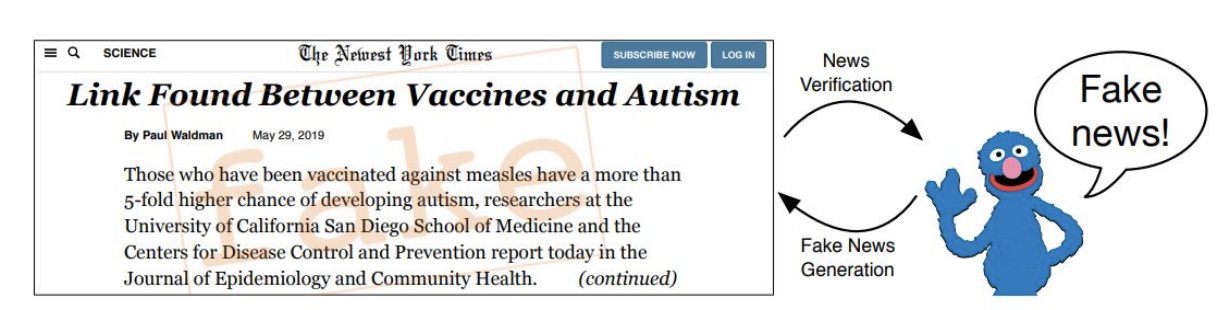 SCIENCE
The Newest York Times
SUBSCRIBE NOW
LOG IN
Link Found Between Vaccines and Autism
By Paul Waldman May 29, 2019
Those who have been vaccinated against measles have a more than
5-fold higher chance of developing autism, researchers at the
University of California San Diego School of Medicine and the
Centers for Disease Control and Prevention report today in the
Journal of Epidemiology and Community Health. (continued)
fake
News
Verification
Fake News
Generation
Fake
news!